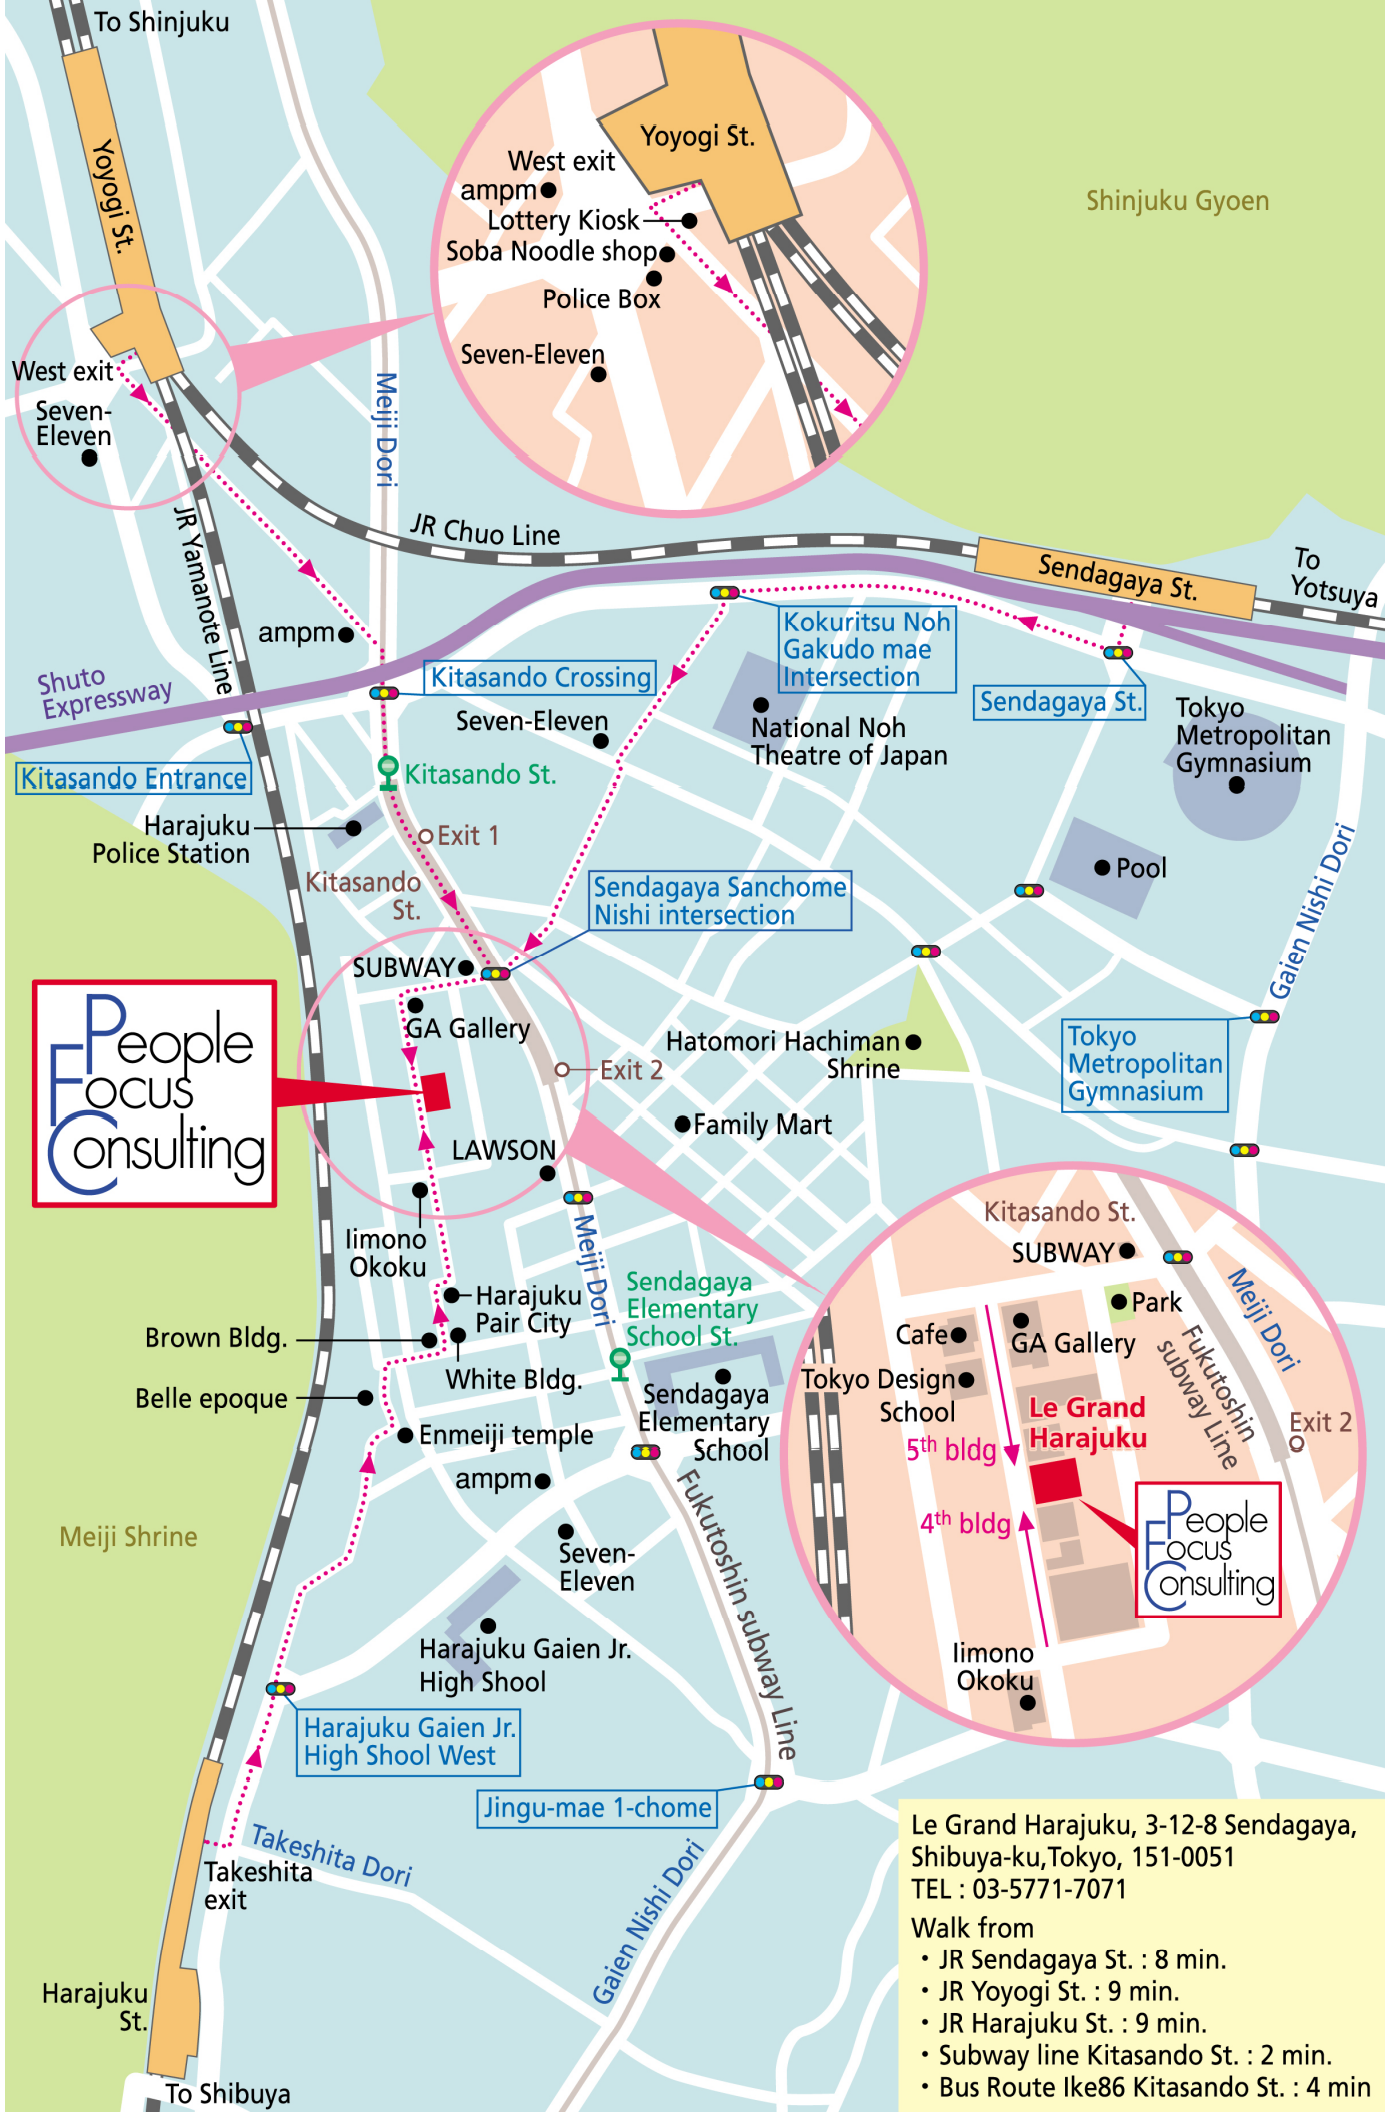 To Shinjuku
Yoyogi St.
West exit
Seven-
Eleven
Yoyogi St.
West exit
ampm
Lottery Kiosk
Soba Noodle shop
Police Box
Seven-Eleven
Shinjuku Gyoen
Meiji Dori
JR Yamanote Line
JR Chuo Line
Sendagaya St.
To
Yotsuya
ampm
Shuto
Expressway
Kitasando Crossing
Kokuritsu Noh
Gakudo mae
Intersection
Sendagaya St.
Kitasando Entrance
Seven-Eleven
National Noh
Theatre of Japan
Tokyo
Metropolitan
Gymnasium
Kitasando St.
Harajuku
Police Station
Exit 1
Kitasando
St.
Sendagaya Sanchome
Nishi intersection
Pool
Gaien Nishi Dori
SUBWAY
GA Gallery
People
Focus
Consulting
Exit 2
Hatomori Hachiman
Shrine
Tokyo
Metropolitan
Gymnasium
Family Mart
LAWSON
Iimono
Okoku
Meiji Dori
Harajuku
Pair City
Sendagaya
Elementary
School St.
Brown Bldg.
White Bldg.
Belle epoque
Enmeiji temple
Sendagaya
Elementary
School
ampm
Seven-
Eleven
Meiji Shrine
Fukutoshin subway Line
Harajuku Gaien Jr.
High Shool
Harajuku Gaien Jr.
High Shool West
Jingu-mae 1-chome
Takeshita Dori
Takeshita
exit
Gaien Nishi Dori
Harajuku
St.
To Shibuya
Kitasando St.
SUBWAY
Park
Meiji Dori
Cafe
GA Gallery
Fukutoshin
subway Line
Tokyo Design
School
Le Grand
Harajuku
Exit 2
5th bldg
4th bldg
People
Focus
Consulting
Iimono
Okoku
Le Grand Harajuku, 3-12-8 Sendagaya,
Shibuya-ku,Tokyo, 151-0051
TEL : 03-5771-7071
Walk from
・ JR Sendagaya St. : 8 min.
・ JR Yoyogi St. : 9 min.
・ JR Harajuku St. : 9 min.
・ Subway line Kitasando St. : 2 min.
・ Bus Route Ike86 Kitasando St. : 4 min